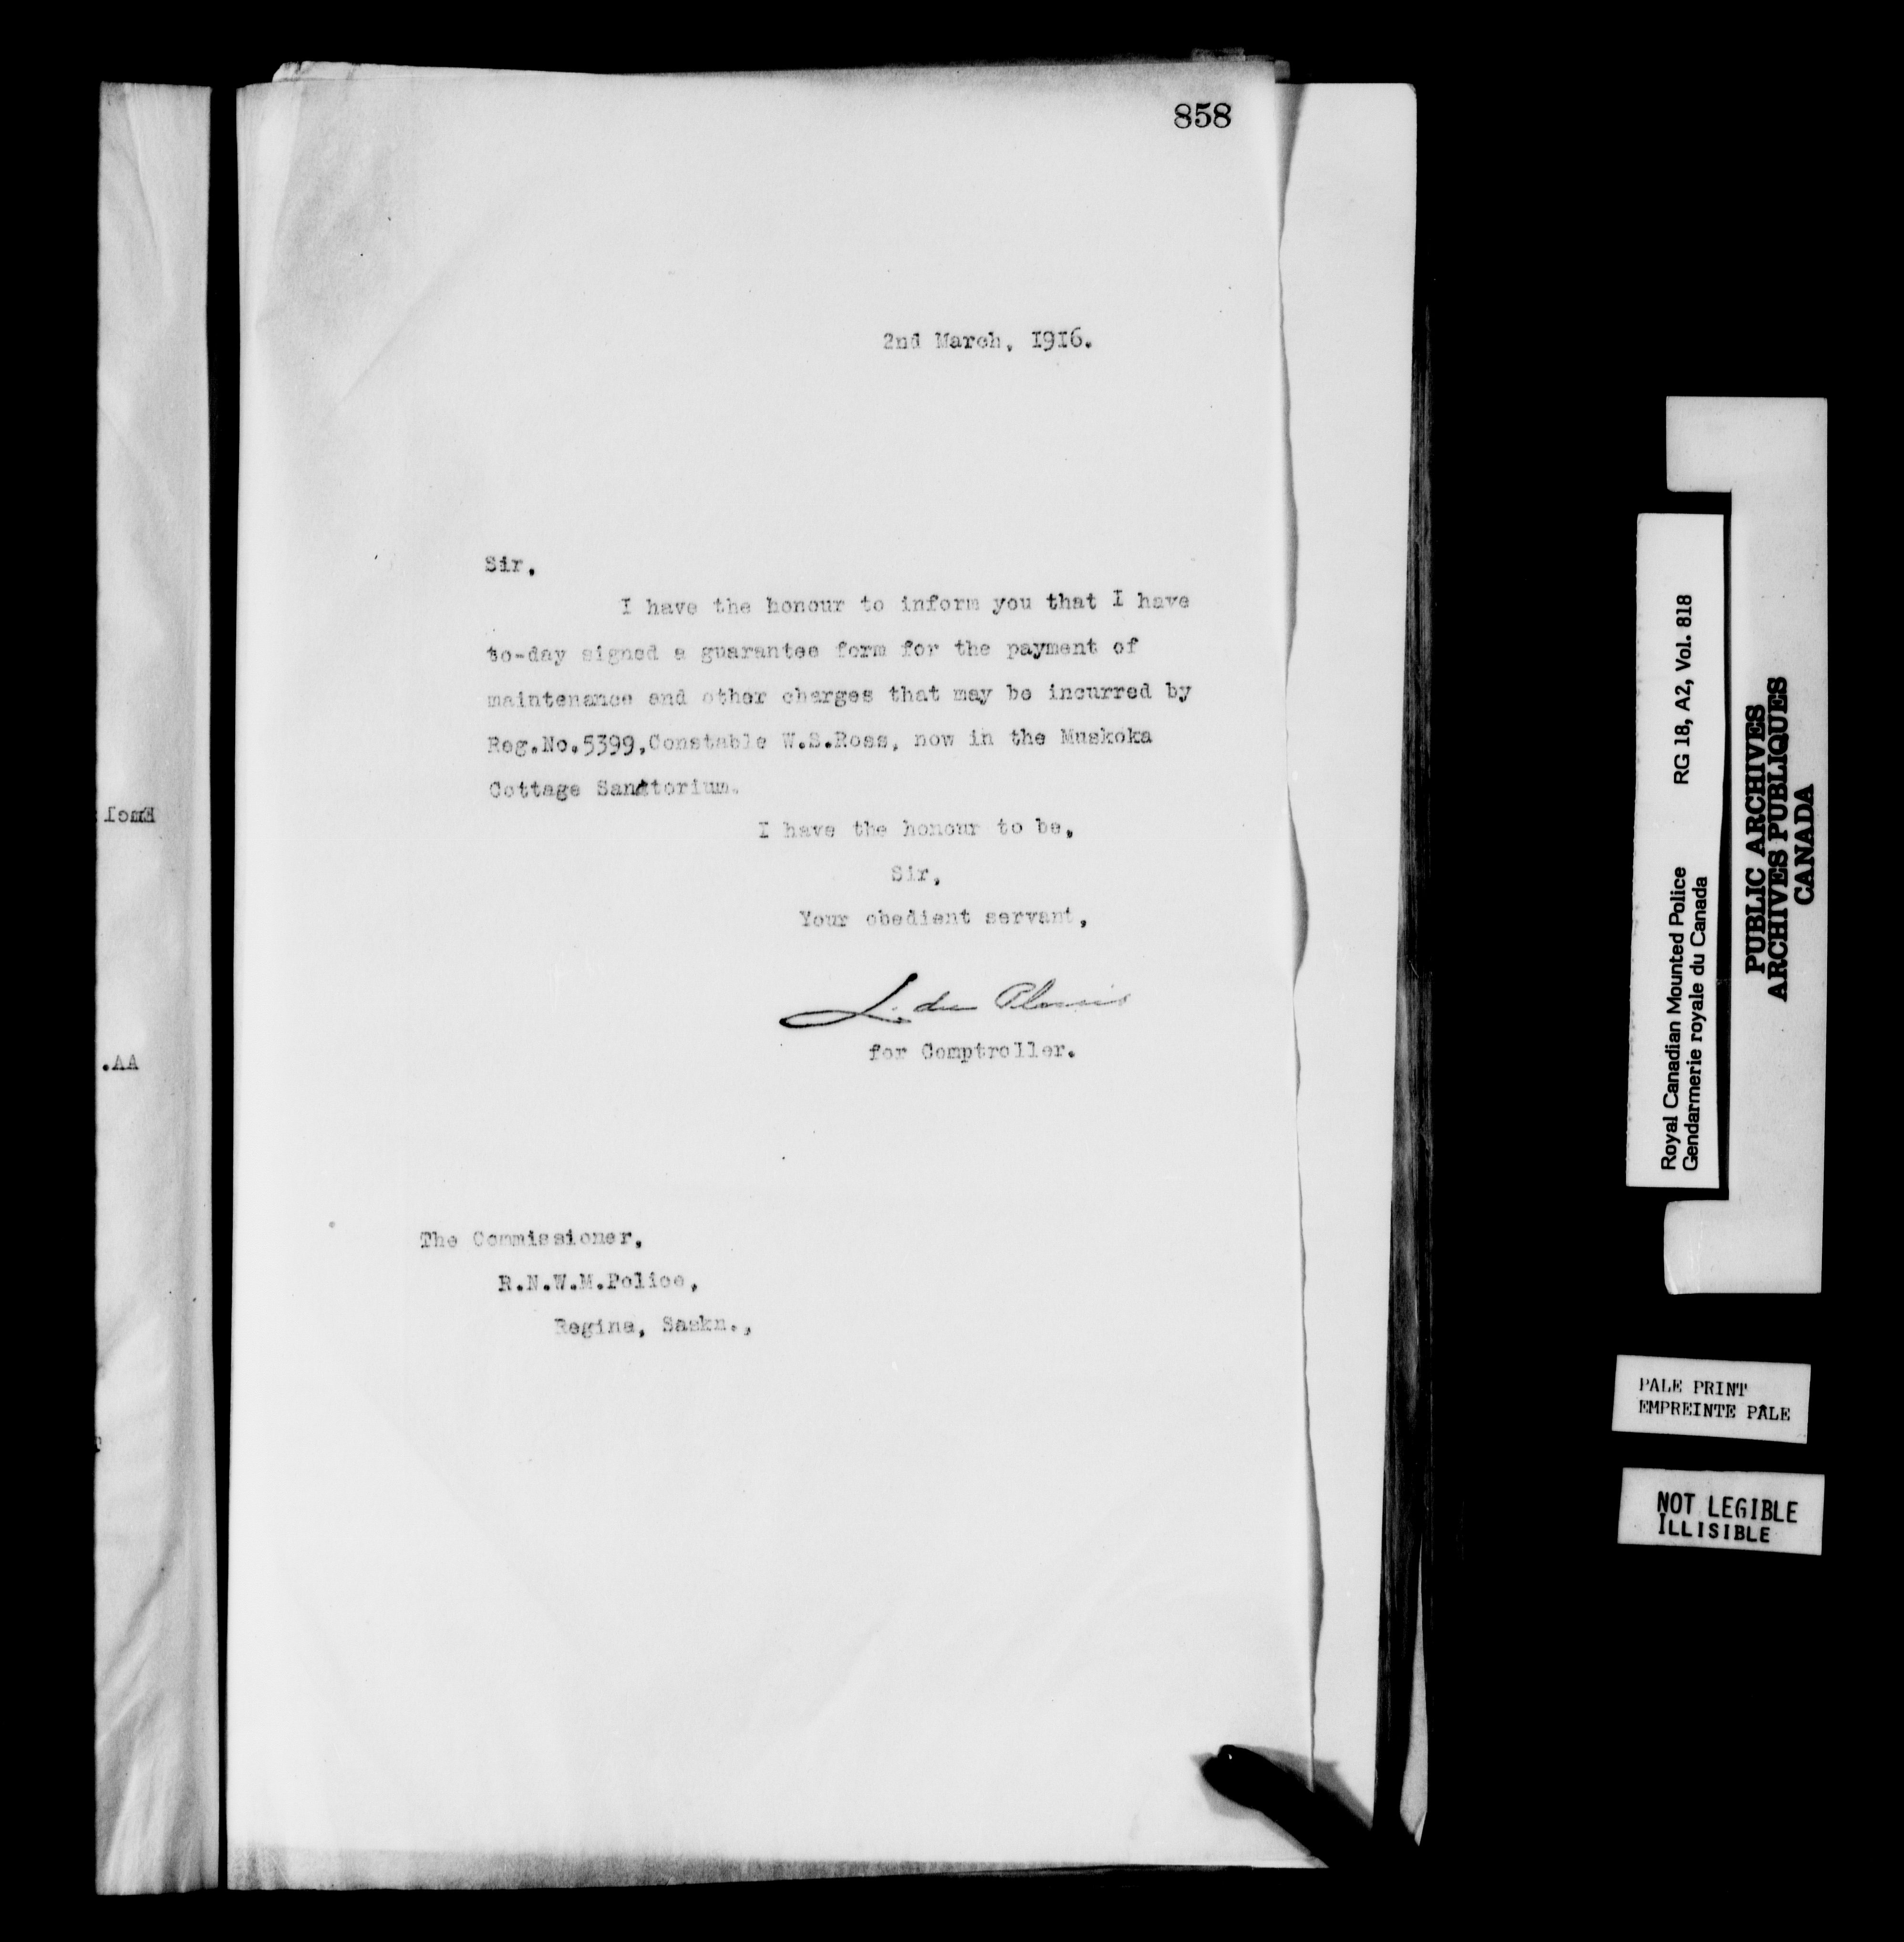 858
2nd March, 1916.
Sir,
I have the honour to inform you that I have
to-day signed a guarantee form for the payment of
maintenance and other charges that may be incurred by
Reg.No.5399,Constable W.S.Ross, now in the Muskoka
Cottage Sanatorium.
I have the honour to be,
Sir,
Your obedient servant,
L. du Plessis
for Comptroller.
The Commissioner,
R.N.W.M.Police,
Regina, Saskn.,
Royal Canadian Mounted Police RG 18, A2, Vol. 818
Gendarmerie royale du Canada
PUBLIC ARCHIVES
ARCHIVES PUBLIQUES
CANADA
PALE PRINT
EMPREINTE PÂLE
NOT LEGIBLE
ILLISIBLE